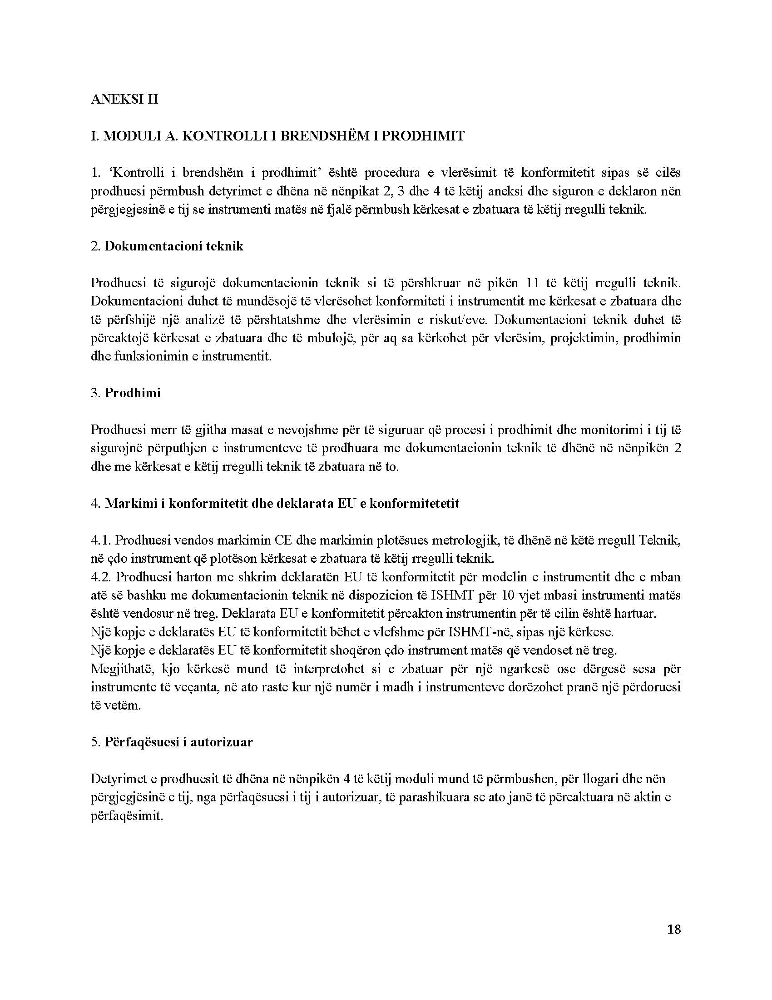 ANEKSI II
I. MODULI A. KONTROLLI I BRENDSHËM I PRODHIMIT
1. ‘Kontrolli i brendshëm i prodhimit’ është procedura e vlerësimit të konformitetit sipas së cilës
prodhuesi përmbush detyrimet e dhëna në nënpikat 2, 3 dhe 4 të këtij aneksi dhe siguron e deklaron nën
përgjegjesinë e tij se instrumenti matës në fjalë përmbush kërkesat e zbatuara të këtij rregulli teknik.
2. Dokumentacioni teknik
Prodhuesi të sigurojë dokumentacionin teknik si të përshkruar në pikën 11 të këtij rregulli teknik.
Dokumentacioni duhet të mundësojë të vlerësohet konformiteti i instrumentit me kërkesat e zbatuara dhe
të përfshijë një analizë të përshtatshme dhe vlerësimin e riskut/eve. Dokumentacioni teknik duhet të
përcaktojë kërkesat e zbatuara dhe të mbulojë, për aq sa kërkohet për vlerësim, projektimin, prodhimin
dhe funksionimin e instrumentit.
3. Prodhimi
Prodhuesi merr të gjitha masat e nevojshme për të siguruar që procesi i prodhimit dhe monitorimi i tij të
sigurojnë përputhjen e instrumenteve të prodhuara me dokumentacionin teknik të dhënë në nënpikën 2
dhe me kërkesat e këtij rregulli teknik të zbatuara në to.
4. Markimi i konformitetit dhe deklarata EU e konformitetetit
4.1. Prodhuesi vendos markimin CE dhe markimin plotësues metrologjik, të dhënë në këtë rregull Teknik,
në çdo instrument që plotëson kërkesat e zbatuara të këtij rregulli teknik.
4.2. Prodhuesi harton me shkrim deklaratën EU të konformitetit për modelin e instrumentit dhe e mban
atë së bashku me dokumentacionin teknik në dispozicion të ISHMT për 10 vjet mbasi instrumenti matës
është vendosur në treg. Deklarata EU e konformitetit përcakton instrumentin për të cilin është hartuar.
Një kopje e deklaratës EU të konformitetit bëhet e vlefshme për ISHMT-në, sipas një kërkese.
Një kopje e deklaratës EU të konformitetit shoqëron çdo instrument matës që vendoset në treg.
Megjithatë, kjo kërkesë mund të interpretohet si e zbatuar për një ngarkesë ose dërgesë sesa për
instrumente të veçanta, në ato raste kur një numër i madh i instrumenteve dorëzohet pranë një përdoruesi
të vetëm.
5. Përfaqësuesi i autorizuar
Detyrimet e prodhuesit të dhëna në nënpikën 4 të këtij moduli mund të përmbushen, për llogari dhe nën
përgjegjësinë e tij, nga përfaqësuesi i tij i autorizuar, të parashikuara se ato janë të përcaktuara në aktin e
përfaqësimit.
18